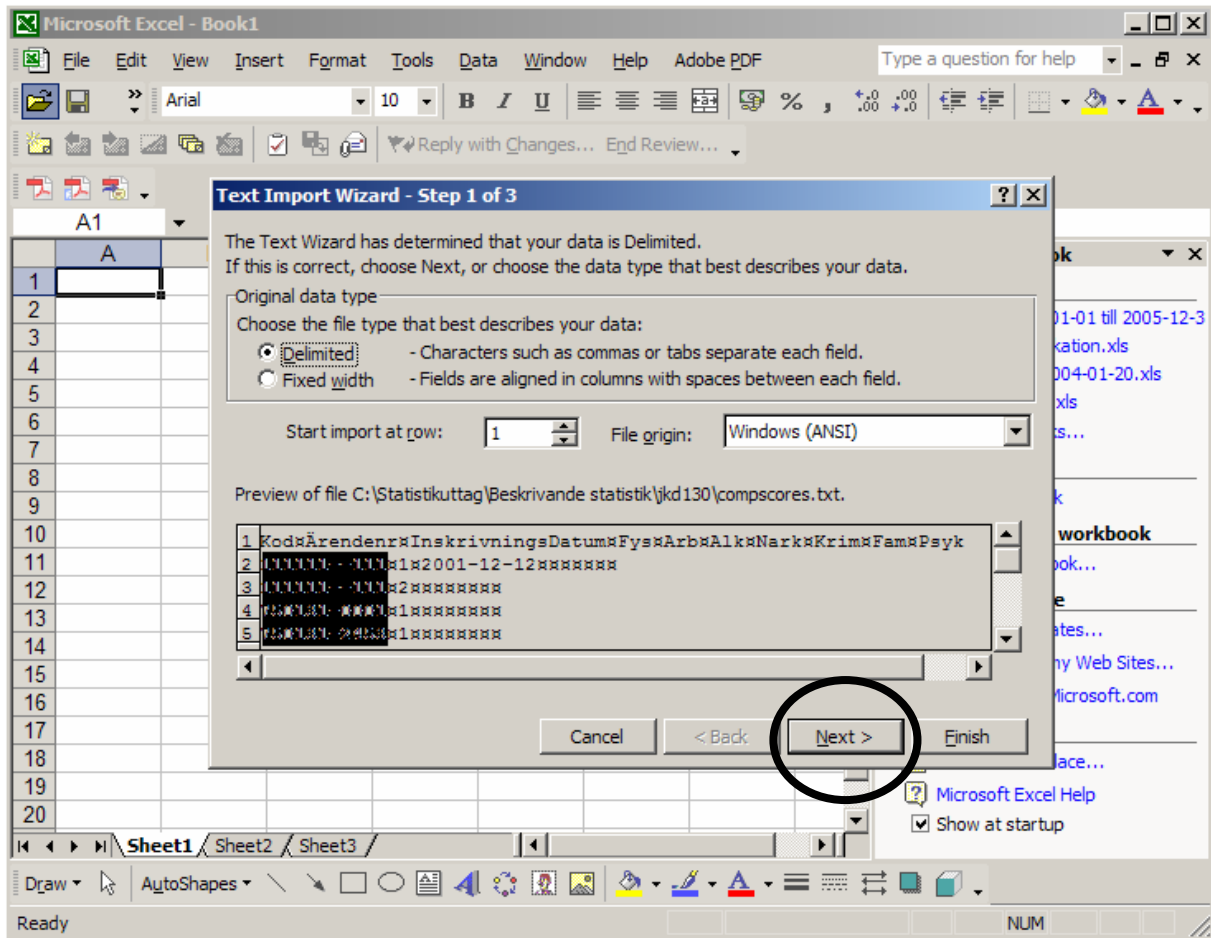 Microsoft Excel - Book1
File Edit View Insert Format Tools Data Window Help Adobe PDF
Type a question for help
Arial 10 B I U
Reply with Changes... End Review...
A1
Text Import Wizard - Step 1 of 3
The Text Wizard has determined that your data is Delimited.
If this is correct, choose Next, or choose the data type that best describes your data.
Original data type
Choose the file type that best describes your data:
Delimited - Characters such as commas or tabs separate each field.
Fixed width - Fields are aligned in columns with spaces between each field.
Start import at row: 1 File origin: Windows (ANSI)
Preview of file C:\Statistikuttag\Beskrivande statistik\jkd130\compscores.txt.
1 Kod¤Ärendenr¤InskrivningsDatum¤Fys¤Arb¤Alk¤Nark¤Krim¤Fam¤Psyk
2 ¤1¤2001-12-12¤¤¤¤¤¤¤
3 ¤2¤¤¤¤¤¤¤¤
4 ¤1¤¤¤¤¤¤¤¤
5 ¤1¤¤¤¤¤¤¤¤
Cancel < Back Next > Finish
A
1
2
3
4
5
6
7
8
9
10
11
12
13
14
15
16
17
18
19
20
ok
01-01 till 2005-12-3
kation.xls
004-01-20.xls
xls
s...
k
workbook
ook...
e
ates...
ny Web Sites...
Microsoft.com
lace...
Microsoft Excel Help
Show at startup
Sheet1 Sheet2 Sheet3
Draw AutoShapes
Ready
NUM